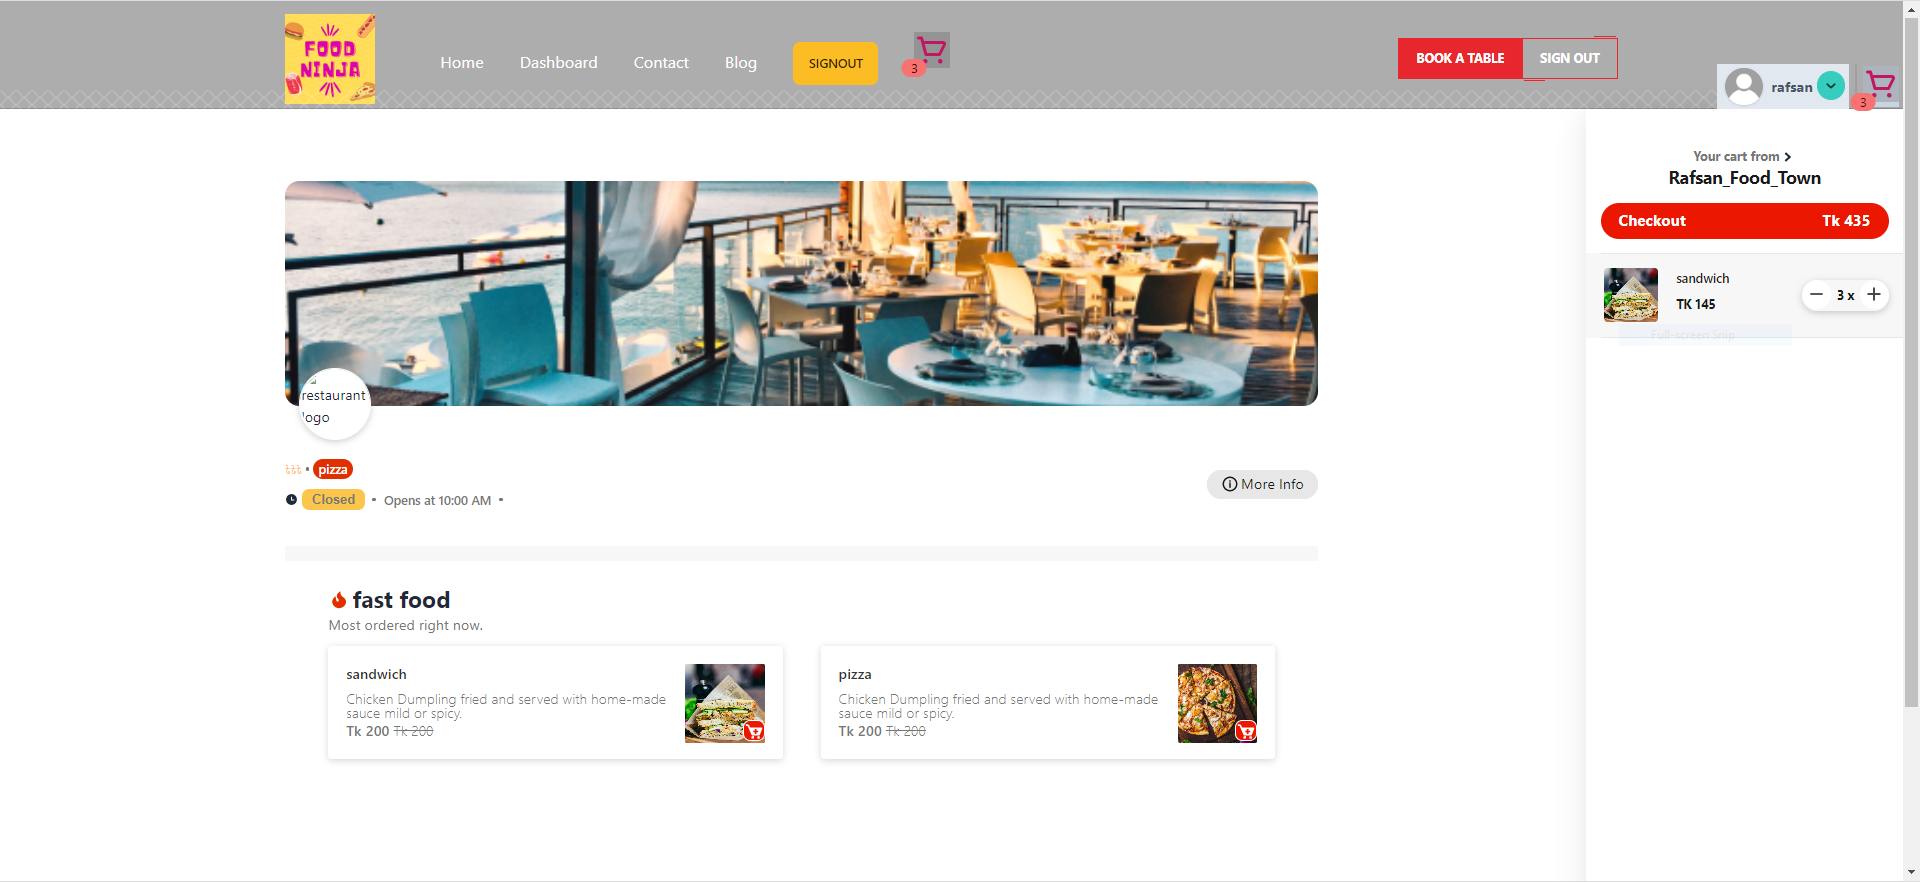 FOOD
NINJA
Home Dashboard Contact Blog SIGNOUT 3
BOOK A TABLE SIGN OUT
rafsan 3
Your cart from
Rafsan_Food_Town
Checkout Tk 435
sandwich
TK 145
3 x
Full-screen Snip
restaurant
logo
• pizza
Closed • Opens at 10:00 AM •
More Info
fast food
Most ordered right now.
sandwich
Chicken Dumpling fried and served with home-made
sauce mild or spicy.
Tk 200 Tk 200
pizza
Chicken Dumpling fried and served with home-made
sauce mild or spicy.
Tk 200 Tk 200